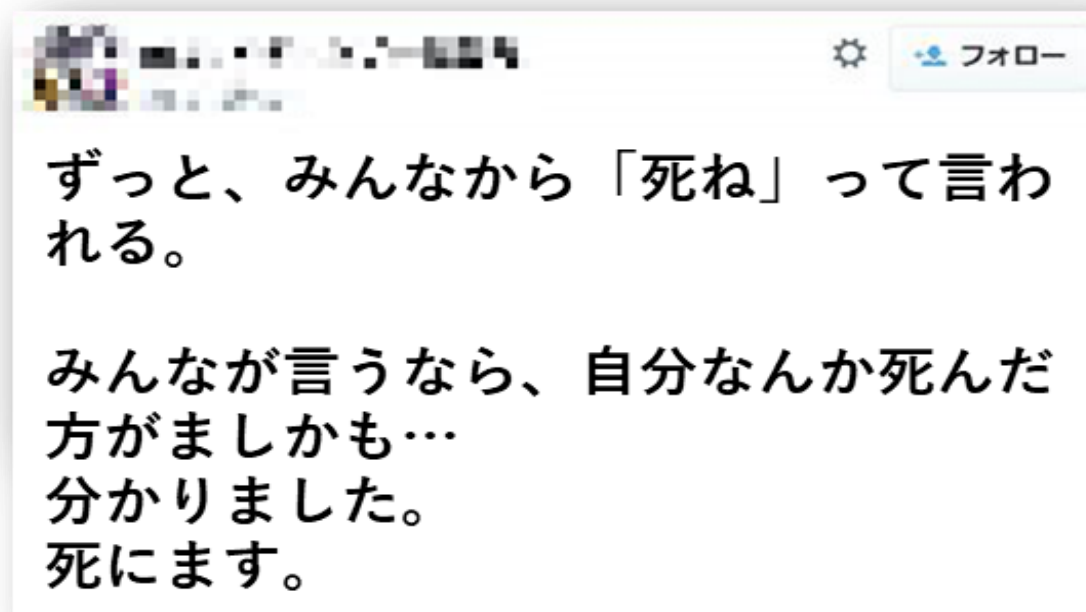 フォロー
ずっと、みんなから「死ね」って言わ
れる。
みんなが言うなら、自分なんか死んだ
方がましかも…
分かりました。
死にます。